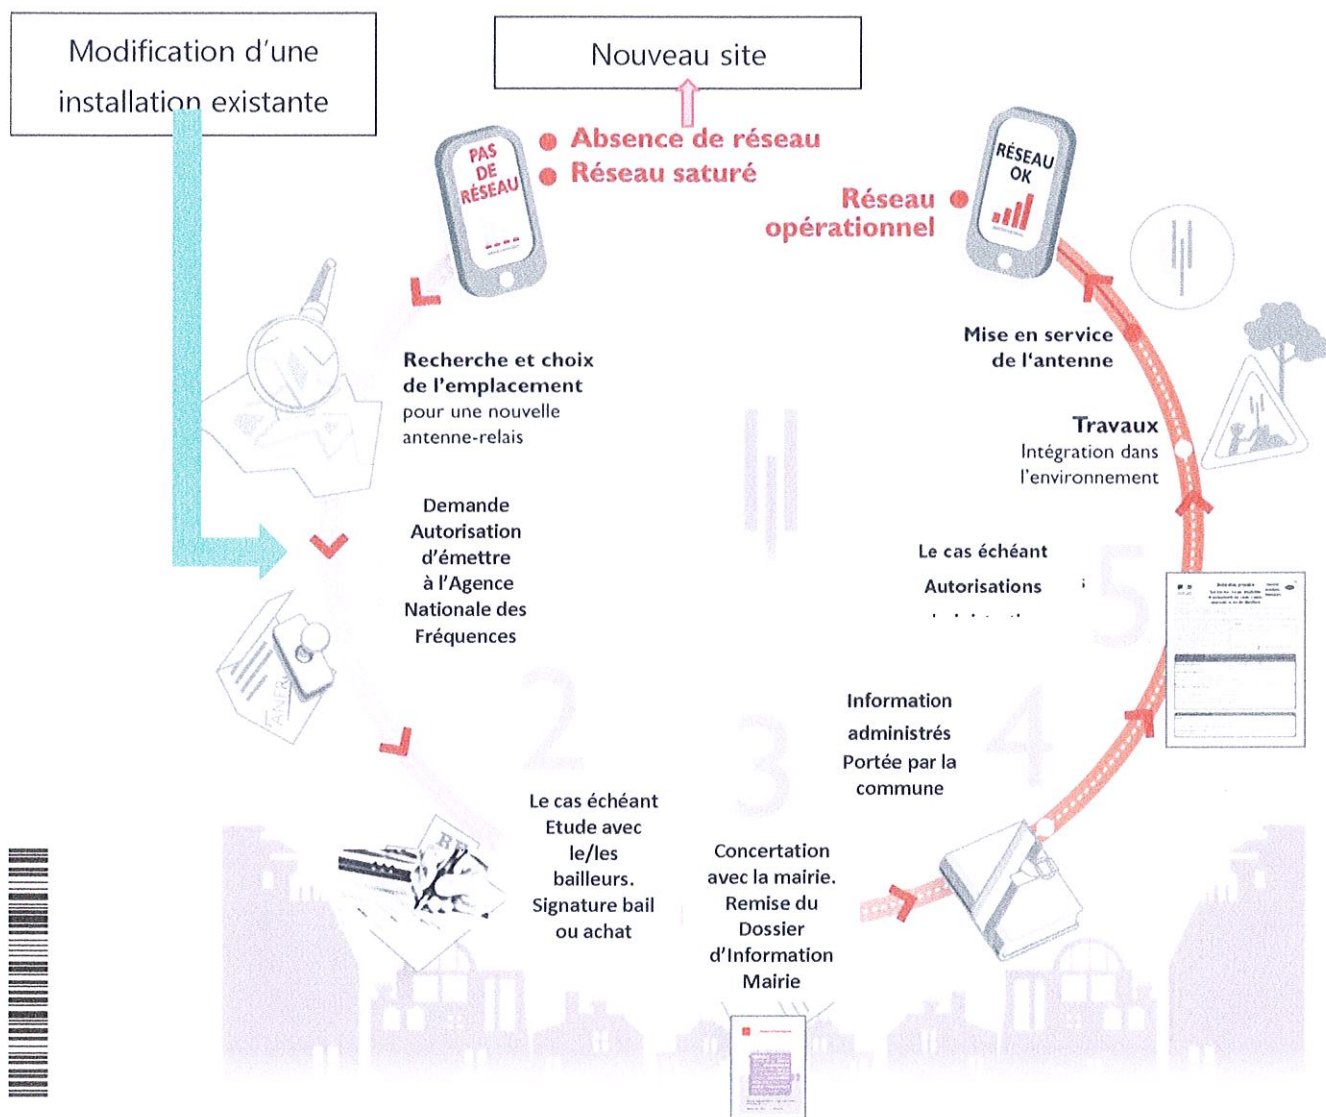 Modification d'une
installation existante
Nouveau site
Absence de réseau
Réseau saturé
PAS
DE
RÉSEAU
RÉSEAU
OK
Réseau
opérationnel
Recherche et choix
de l'emplacement
pour une nouvelle
antenne-relais
Demande
Autorisation
d'émettre
à l'Agence
Nationale des
Fréquences
ANFR
2
Le cas échéant
Etude avec
le/les
bailleurs.
Signature bail
ou achat
3
Concertation
avec la mairie.
Remise du
Dossier
d'Information
Mairie
4
Information
administrés
Portée par la
commune
5
Le cas échéant
Autorisations
Travaux
Intégration dans
l'environnement
Mise en service
de l'antenne